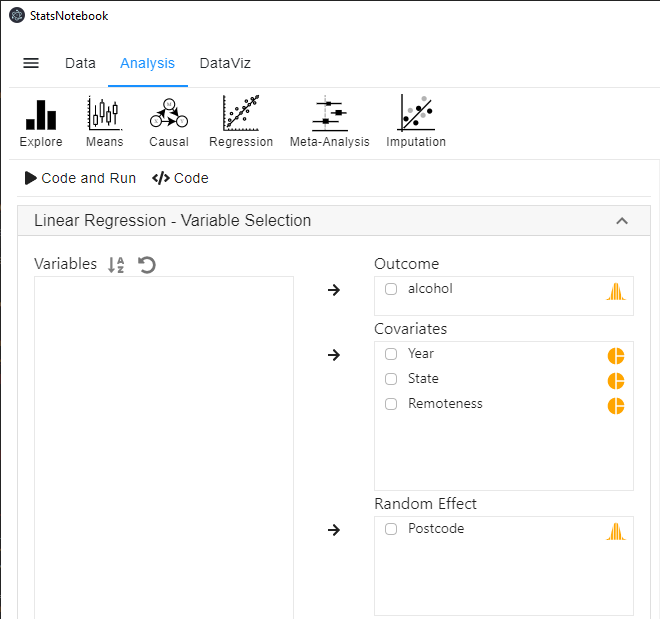 StatsNotebook
Data Analysis DataViz
Explore Means Causal Regression Meta-Analysis Imputation
Code and Run </> Code
Linear Regression - Variable Selection
Variables
Outcome
alcohol
Covariates
Year
State
Remoteness
Random Effect
Postcode